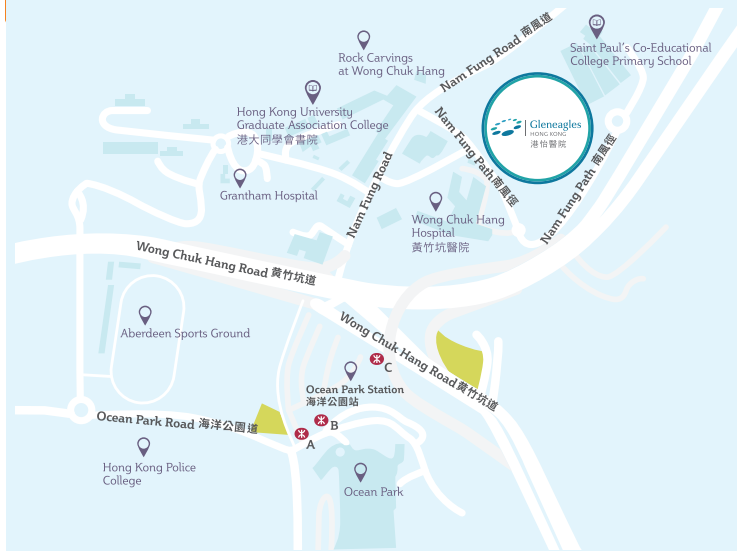 Nam Fung Road 南風道
Saint Paul's Co-Educational
College Primary School
Rock Carvings
at Wong Chuk Hang
Hong Kong University
Graduate Association College
港大同學會書院
Gleneagles
HONG KONG
港怡醫院
Nam Fung Path 南風徑
Nam Fung Path 南風徑
Nam Fung Road
Grantham Hospital
Wong Chuk Hang
Hospital
黃竹坑醫院
Wong Chuk Hang Road 黃竹坑道
Aberdeen Sports Ground
Wong Chuk Hang Road 黃竹坑道
C
Ocean Park Station
海洋公園站
Ocean Park Road 海洋公園道
B
A
Hong Kong Police
College
Ocean Park